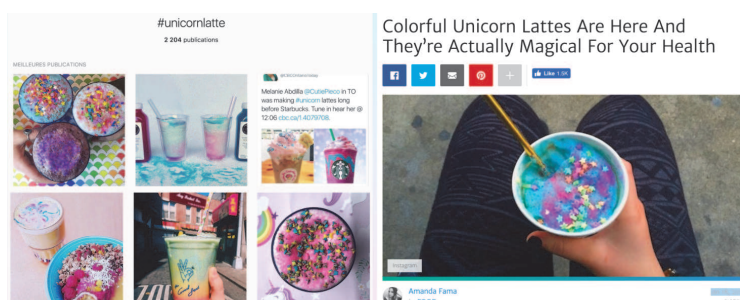 #unicornlatte
2 204 publications
MEILLEURES PUBLICATIONS
Melanie Abdilla @CutiePieco in TO
was making #unicorn lattes long
before Starbucks. Tune in hear her @
12:06 cbc.ca/1.4079708.
Colorful Unicorn Lattes Are Here And
They're Actually Magical For Your Health
Like 1.5K
Instagram
Amanda Fama